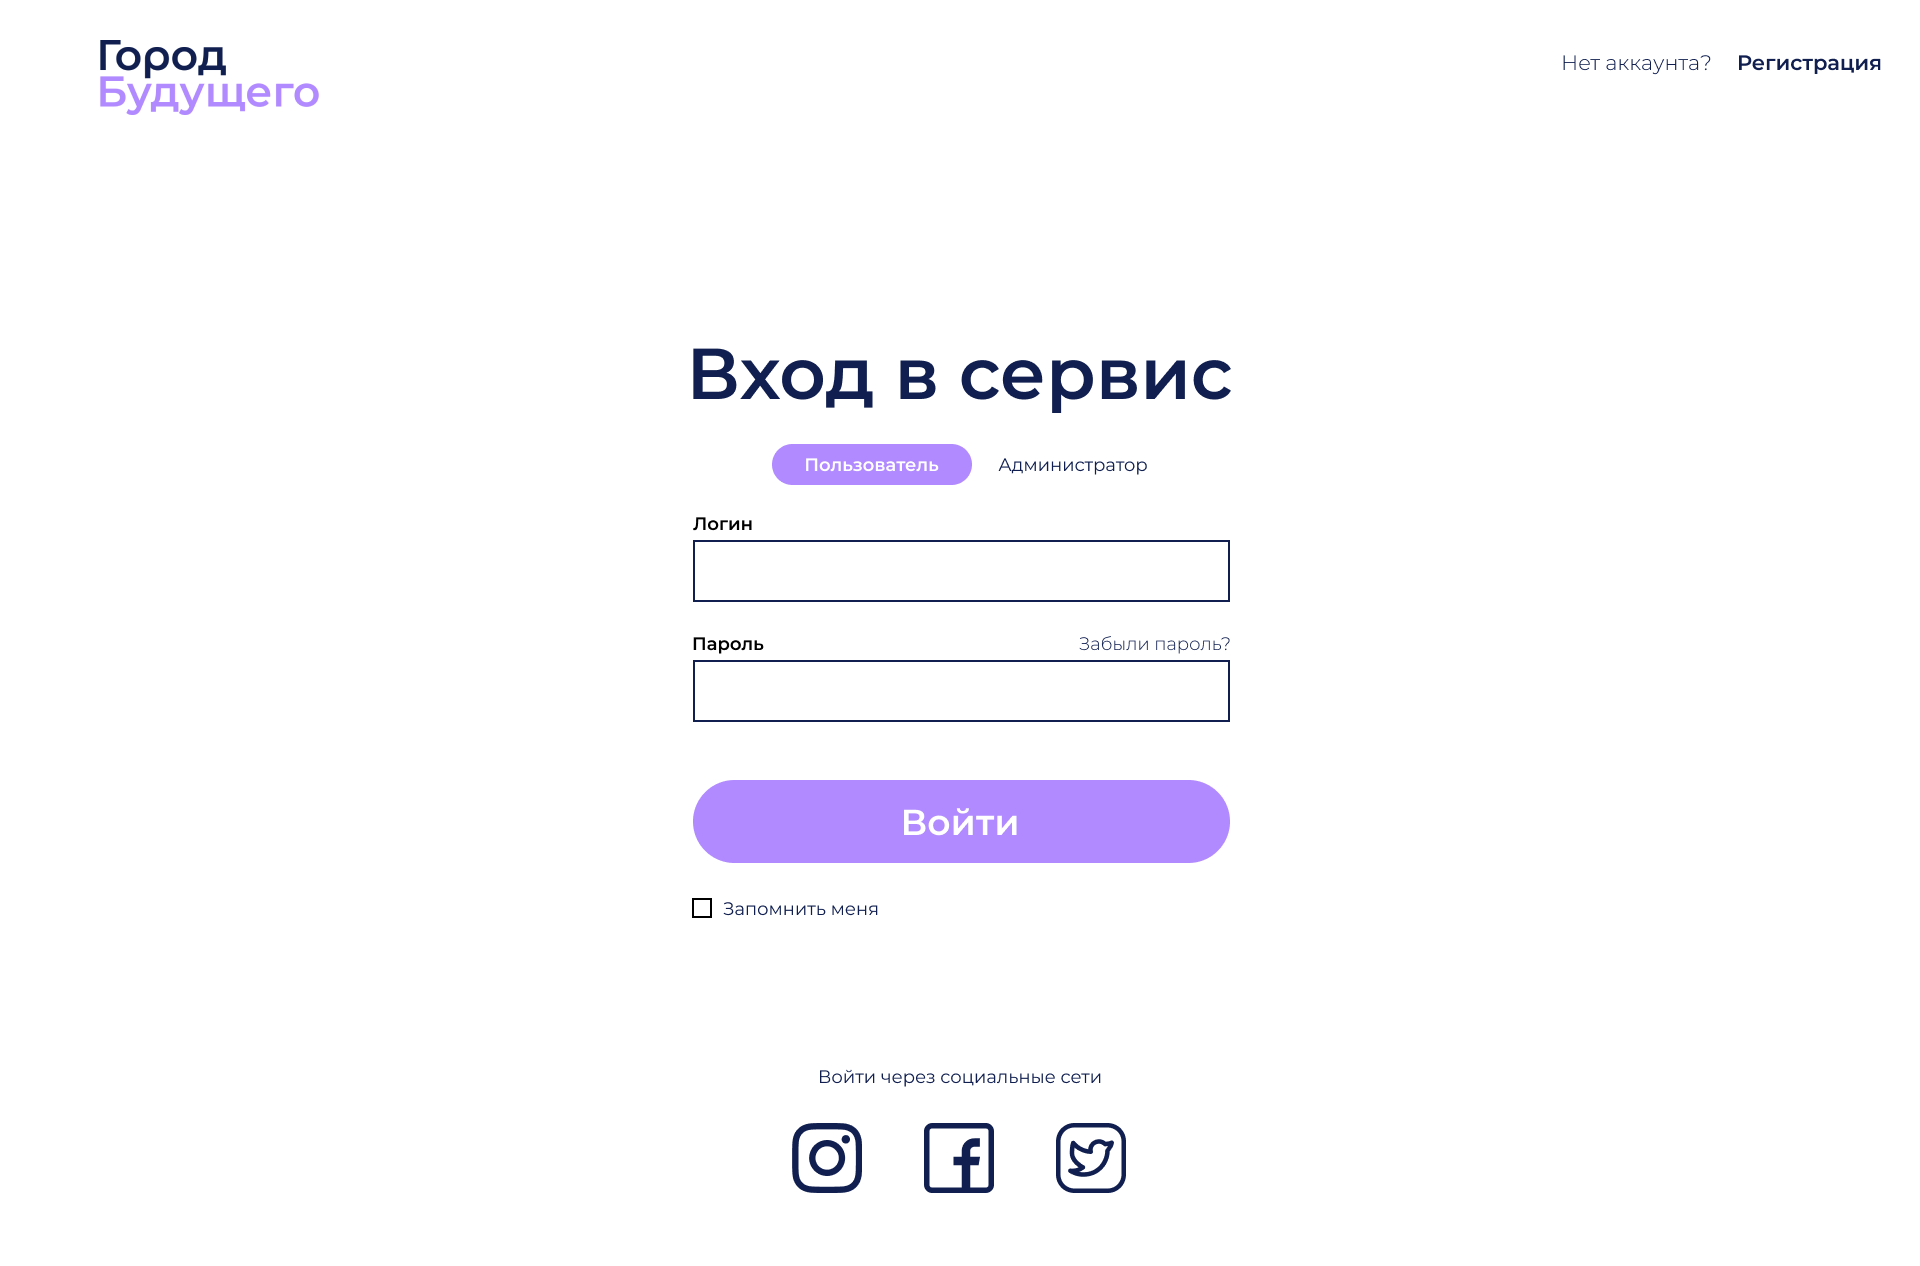 Город
Будущего
Нет аккаунта? Регистрация
Вход в сервис
Пользователь Администратор
Логин
Пароль Забыли пароль?
Войти
Запомнить меня
Войти через социальные сети